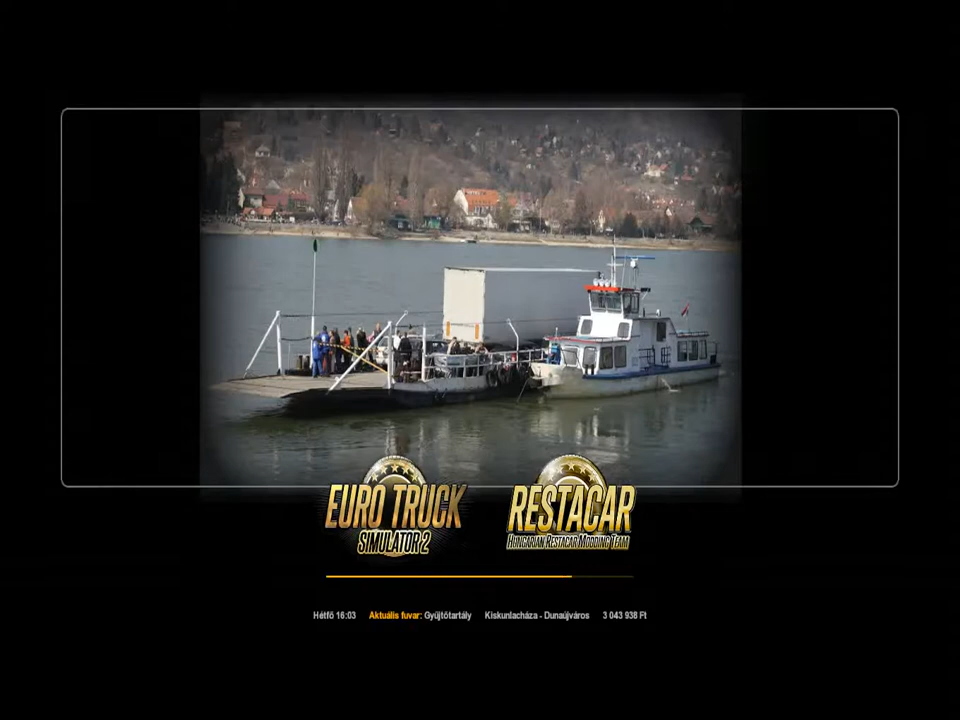 EURO TRUCK
SIMULATOR 2
RESTACAR
HUNGARIAN RESTACAR MODDING TEAM
Hétfő 16:03 Aktuális fuvar: Gyűjtőtartály Kiskunlacháza - Dunaújváros 3 043 938 Ft